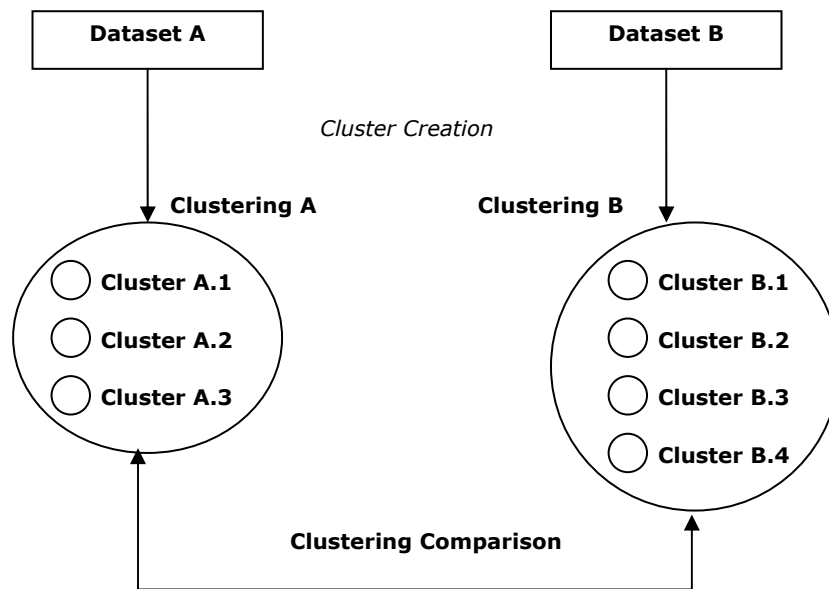 Dataset A
Dataset B
Cluster Creation
Clustering A
Clustering B
Cluster A.1
Cluster A.2
Cluster A.3
Cluster B.1
Cluster B.2
Cluster B.3
Cluster B.4
Clustering Comparison